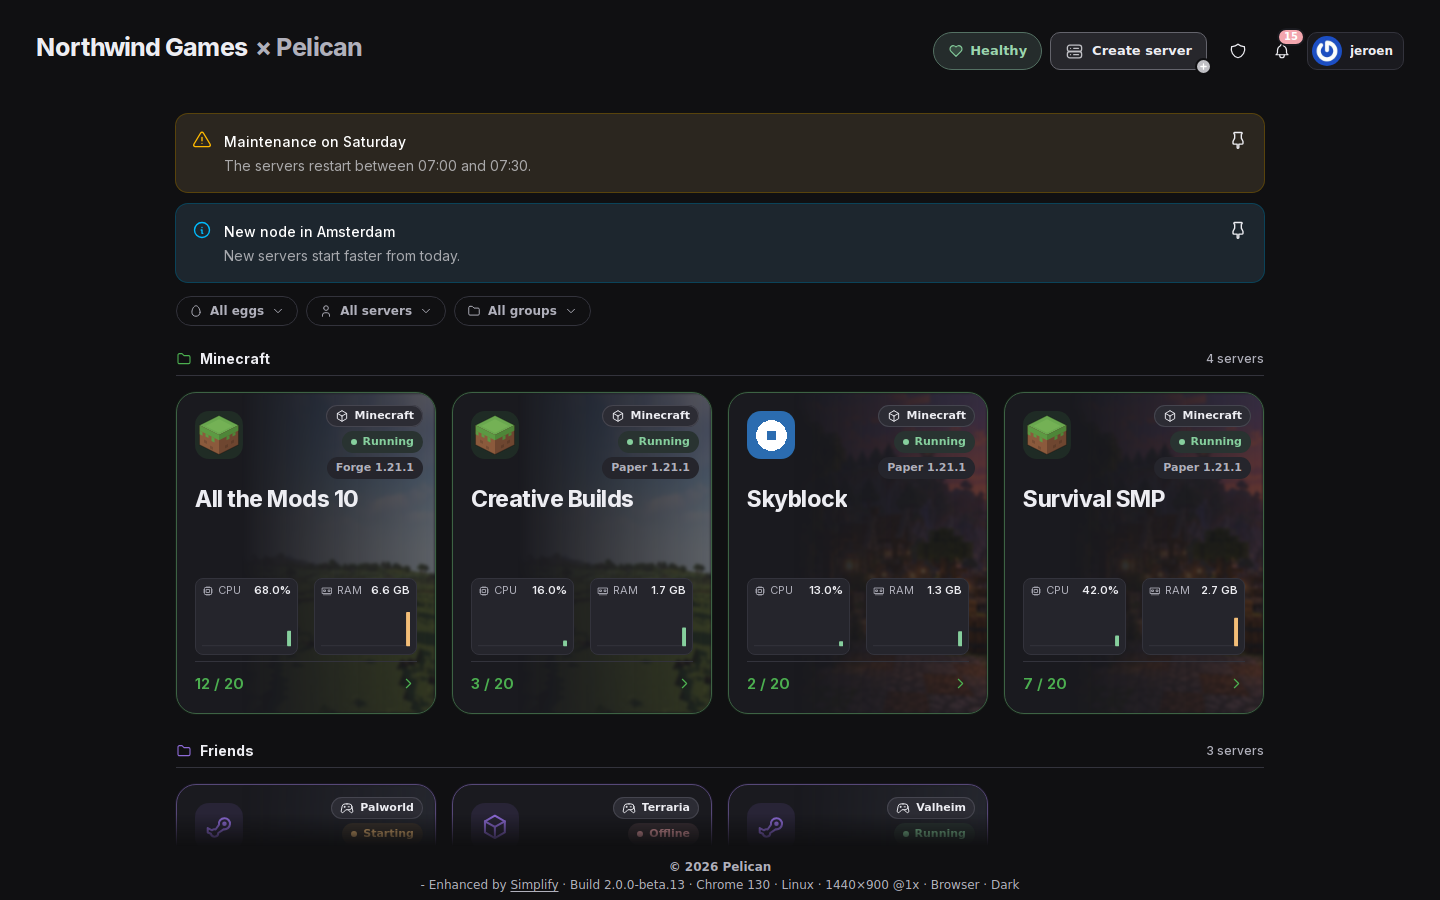 Northwind Games × Pelican
Healthy
Create server
15
jeroen
Maintenance on Saturday
The servers restart between 07:00 and 07:30.
New node in Amsterdam
New servers start faster from today.
All eggs
All servers
All groups
Minecraft
4 servers
Minecraft
Running
Forge 1.21.1
All the Mods 10
CPU 68.0%
RAM 6.6 GB
12 / 20
Minecraft
Running
Paper 1.21.1
Creative Builds
CPU 16.0%
RAM 1.7 GB
3 / 20
Minecraft
Running
Paper 1.21.1
Skyblock
CPU 13.0%
RAM 1.3 GB
2 / 20
Minecraft
Running
Paper 1.21.1
Survival SMP
CPU 42.0%
RAM 2.7 GB
7 / 20
Friends
3 servers
Palworld
Starting
Terraria
Offline
Valheim
Running
© 2026 Pelican
- Enhanced by Simplify · Build 2.0.0-beta.13 · Chrome 130 · Linux · 1440×900 @1x · Browser · Dark